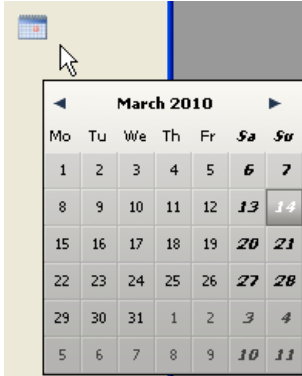 ◄ March 2010 ►
Mo Tu We Th Fr Sa Su
1 2 3 4 5 6 7
8 9 10 11 12 13 14
15 16 17 18 19 20 21
22 23 24 25 26 27 28
29 30 31 1 2 3 4
5 6 7 8 9 10 11